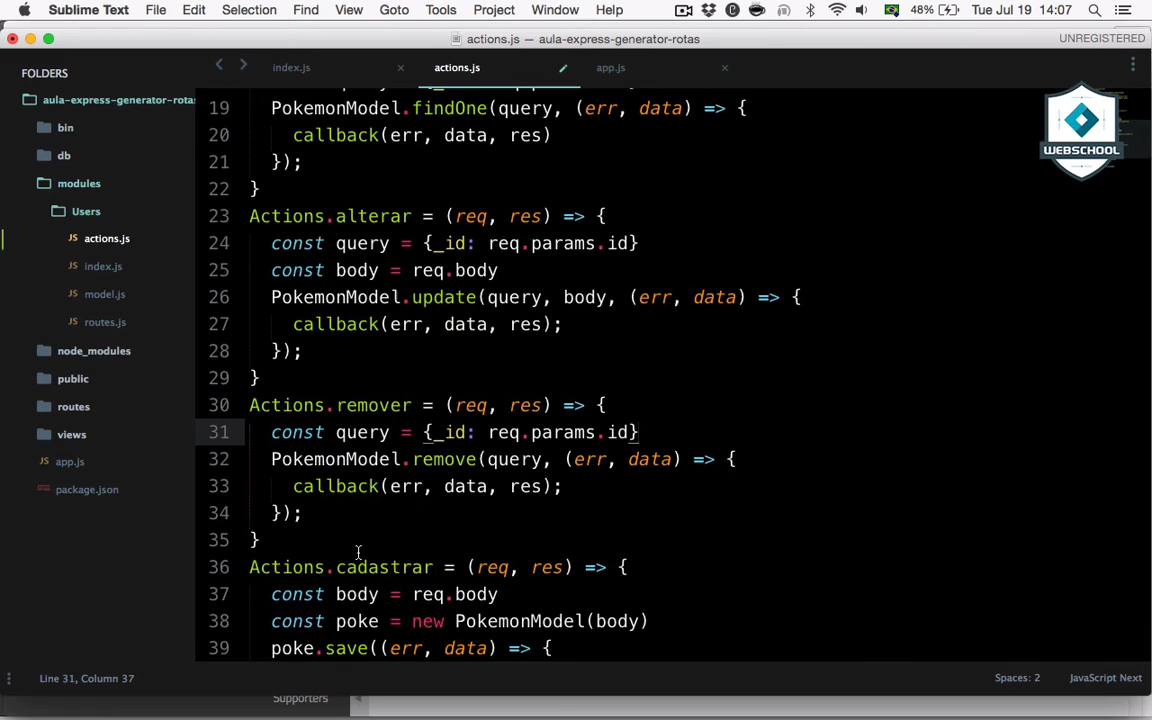 Sublime Text File Edit Selection Find View Goto Tools Project Window Help 48% Tue Jul 19 14:07
actions.js — aula-express-generator-rotas UNREGISTERED
FOLDERS
index.js actions.js app.js
aula-express-generator-rotas
bin
db
modules
Users
actions.js
index.js
model.js
routes.js
node_modules
public
routes
views
app.js
package.json
WEBSCHOOL
19 PokemonModel.findOne(query, (err, data) => {
20 callback(err, data, res)
21 });
22 }
23 Actions.alterar = (req, res) => {
24 const query = {_id: req.params.id}
25 const body = req.body
26 PokemonModel.update(query, body, (err, data) => {
27 callback(err, data, res);
28 });
29 }
30 Actions.remover = (req, res) => {
31 const query = {_id: req.params.id}
32 PokemonModel.remove(query, (err, data) => {
33 callback(err, data, res);
34 });
35 }
36 Actions.cadastrar = (req, res) => {
37 const body = req.body
38 const poke = new PokemonModel(body)
39 poke.save((err, data) => {
Line 31, Column 37 Spaces: 2 JavaScript Next
Supporters